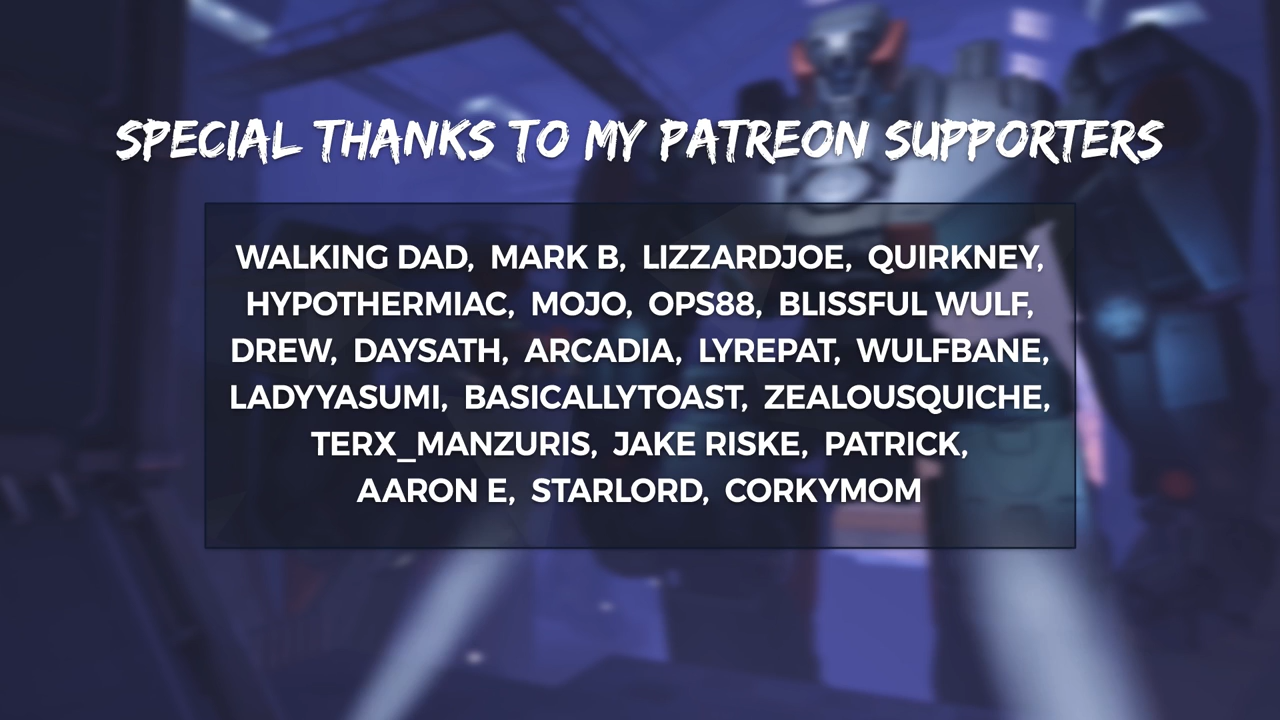 SPECIAL THANKS TO MY PATREON SUPPORTERS
WALKING DAD, MARK B, LIZZARDJOE, QUIRKNEY,
HYPOTHERMIAC, MOJO, OPS88, BLISSFUL WULF,
DREW, DAYSATH, ARCADIA, LYREPAT, WULFBANE,
LADYYASUMI, BASICALLYTOAST, ZEALOUSQUICHE,
TERX_MANZURIS, JAKE RISKE, PATRICK,
AARON E, STARLORD, CORKYMOM